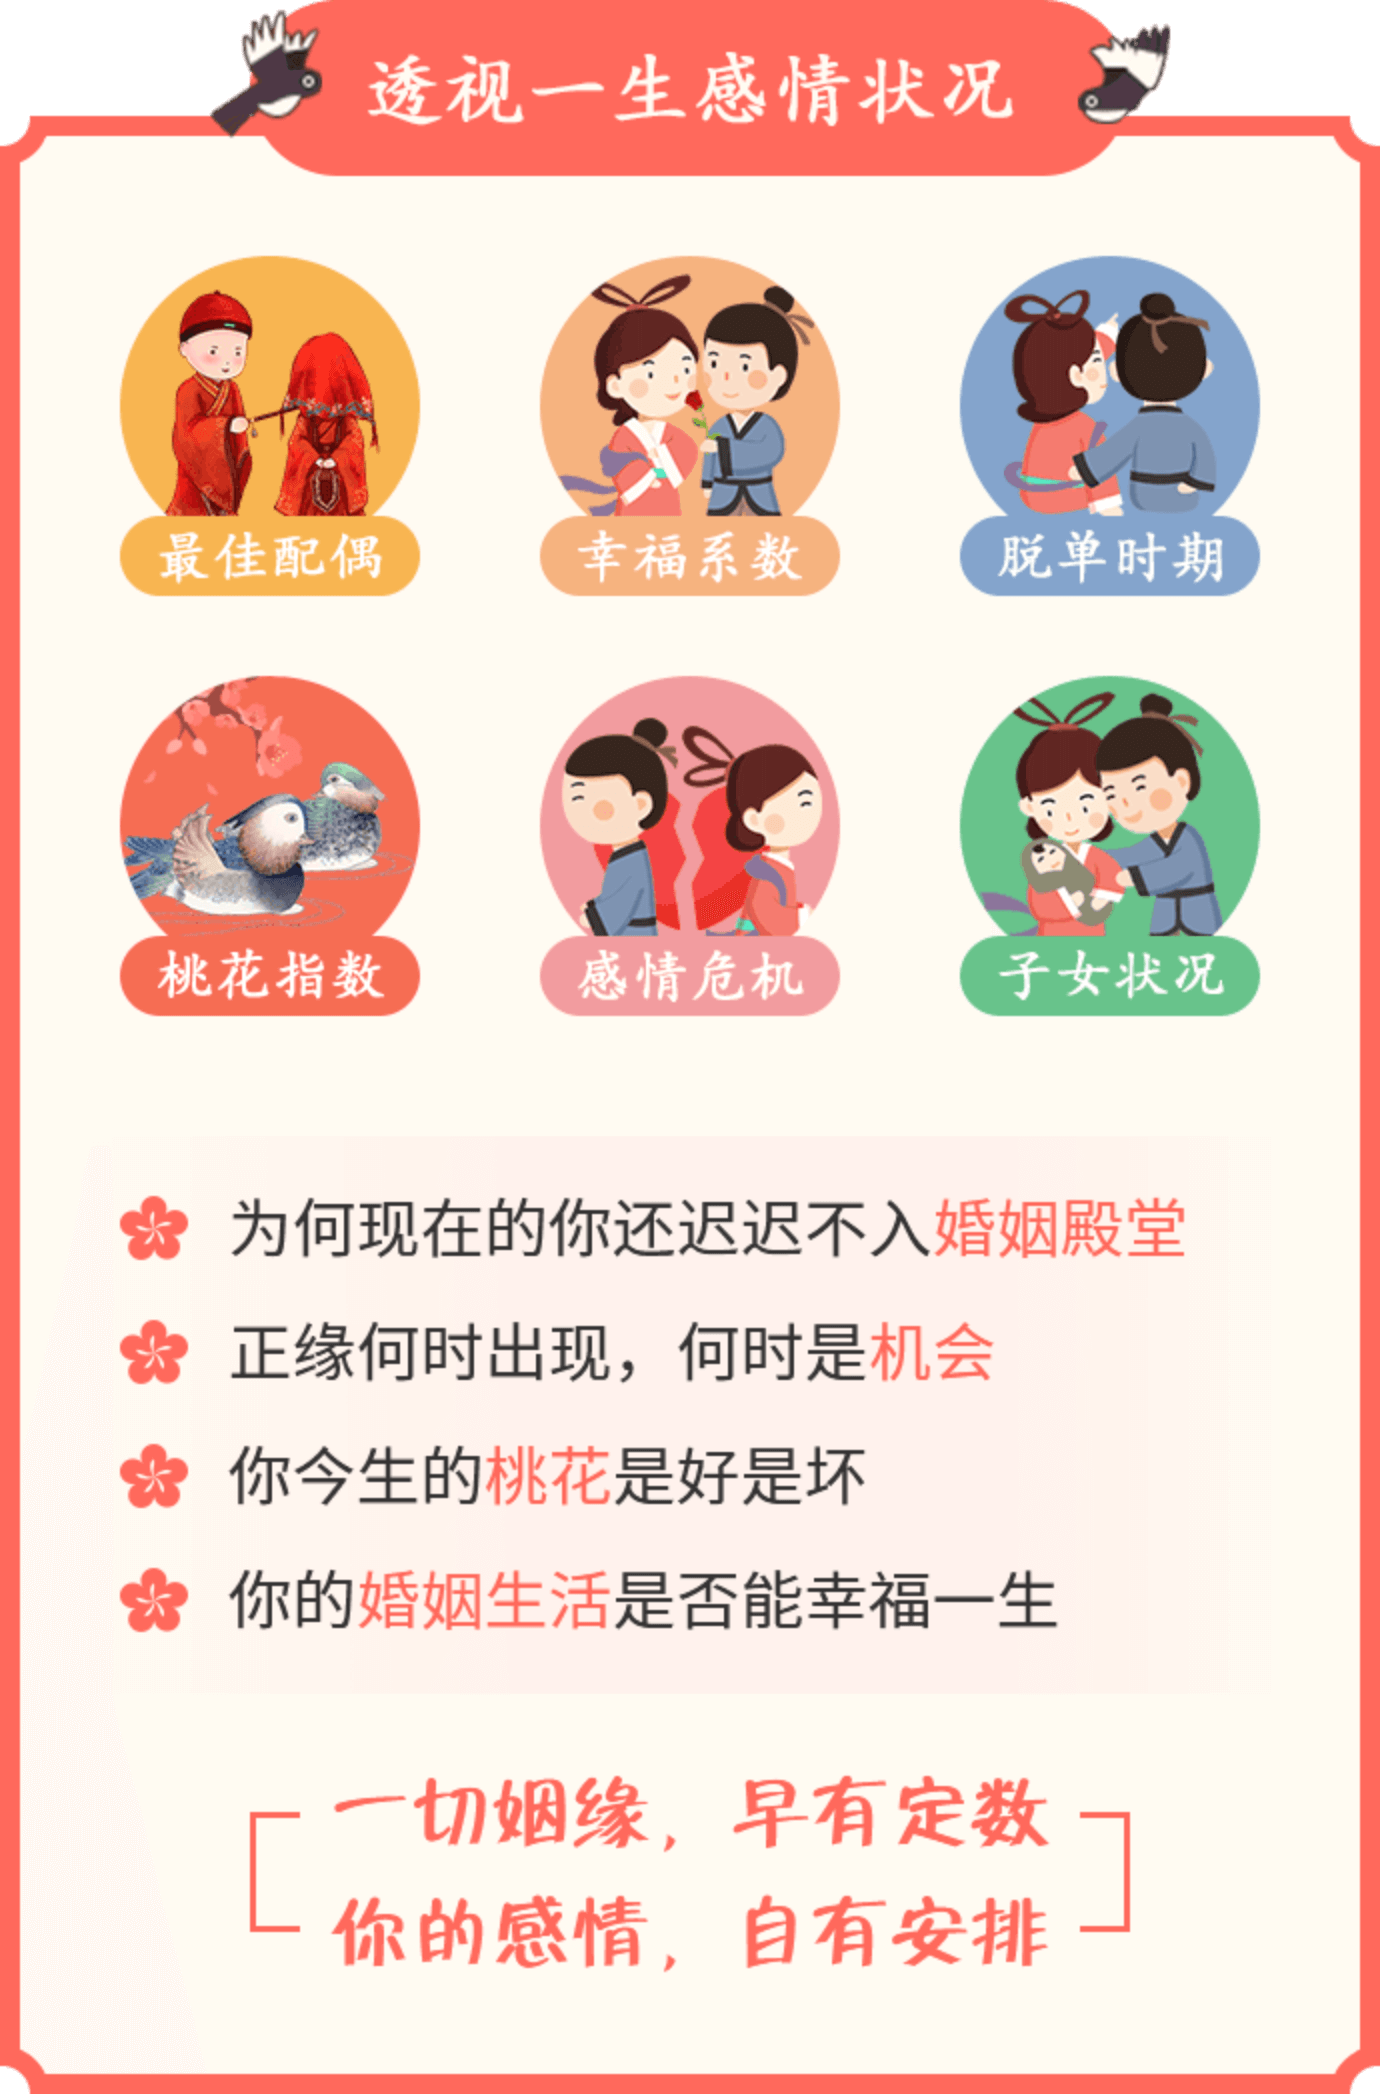 透视一生感情状况
最佳配偶
幸福系数
脱单时期
桃花指数
感情危机
子女状况
为何现在的你还迟迟不入婚姻殿堂
正缘何时出现，何时是机会
你今生的桃花是好是坏
你的婚姻生活是否能幸福一生
一切姻缘，早有定数
你的感情，自有安排